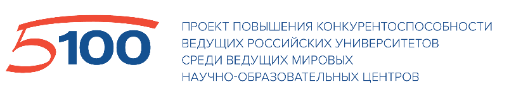 5100
ПРОЕКТ ПОВЫШЕНИЯ КОНКУРЕНТОСПОСОБНОСТИ
ВЕДУЩИХ РОССИЙСКИХ УНИВЕРСИТЕТОВ
СРЕДИ ВЕДУЩИХ МИРОВЫХ
НАУЧНО-ОБРАЗОВАТЕЛЬНЫХ ЦЕНТРОВ